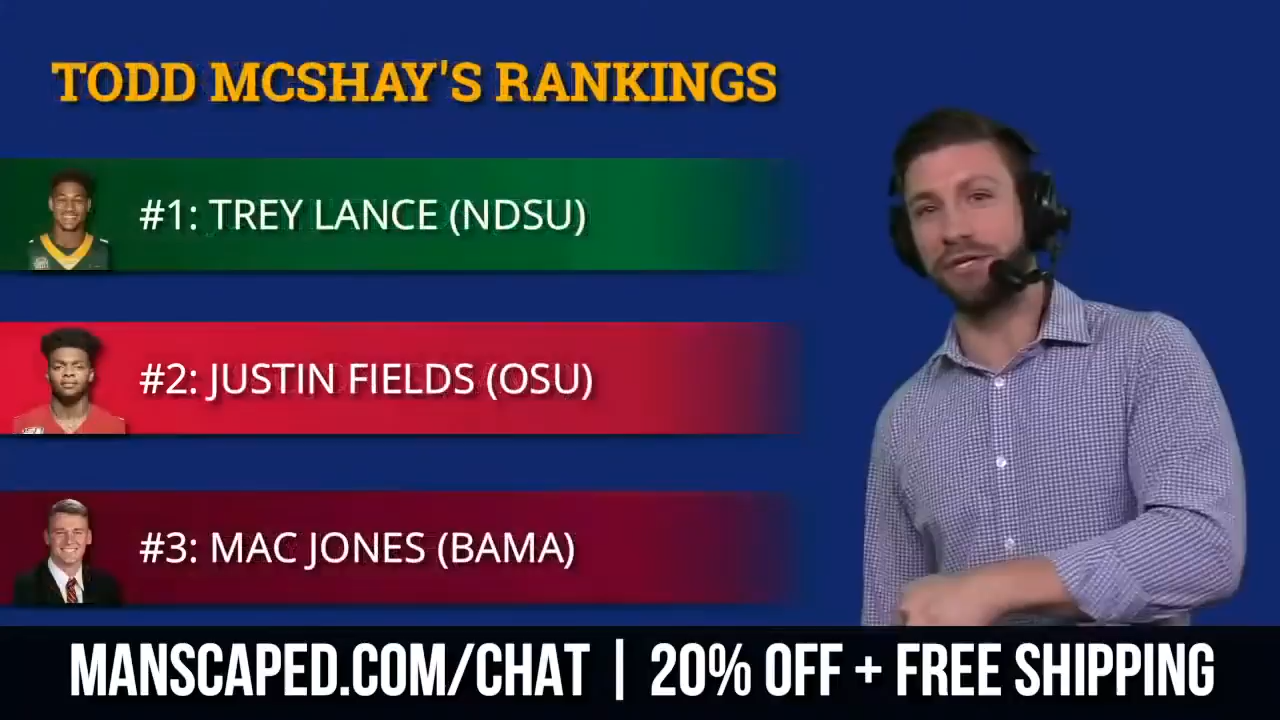 TODD MCSHAY'S RANKINGS
#1: TREY LANCE (NDSU)
#2: JUSTIN FIELDS (OSU)
#3: MAC JONES (BAMA)
MANSCAPED.COM/CHAT | 20% OFF + FREE SHIPPING